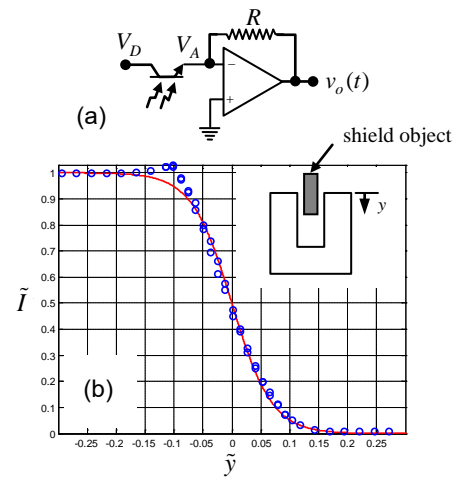 V_D
V_A
R
−
+
v_o(t)
(a)
shield object
y
1
0.9
0.8
0.7
0.6
0.5
0.4
0.3
0.2
0.1
0
Ĩ
(b)
-0.25 -0.2 -0.15 -0.1 -0.05 0 0.05 0.1 0.15 0.2 0.25
ỹ